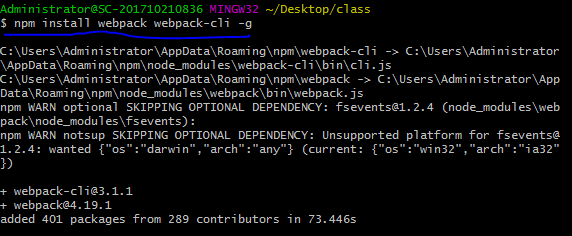 Administrator@SC-201710210836 MINGW32 ~/Desktop/class
$ npm install webpack webpack-cli -g
C:\Users\Administrator\AppData\Roaming\npm\webpack-cli -> C:\Users\Administrator
\AppData\Roaming\npm\node_modules\webpack-cli\bin\cli.js
C:\Users\Administrator\AppData\Roaming\npm\webpack -> C:\Users\Administrator\App
Data\Roaming\npm\node_modules\webpack\bin\webpack.js
npm WARN optional SKIPPING OPTIONAL DEPENDENCY: fsevents@1.2.4 (node_modules\web
pack\node_modules\fsevents):
npm WARN notsup SKIPPING OPTIONAL DEPENDENCY: Unsupported platform for fsevents@
1.2.4: wanted {"os":"darwin","arch":"any"} (current: {"os":"win32","arch":"ia32"
})
+ webpack-cli@3.1.1
+ webpack@4.19.1
added 401 packages from 289 contributors in 73.446s